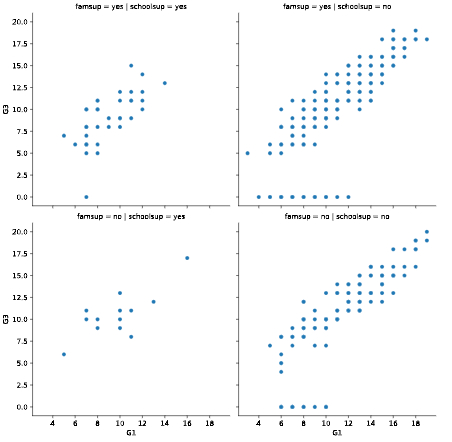 famsup = yes | schoolsup = yes
famsup = yes | schoolsup = no
20.0
17.5
15.0
12.5
10.0
7.5
5.0
2.5
0.0
G3
famsup = no | schoolsup = yes
famsup = no | schoolsup = no
20.0
17.5
15.0
12.5
10.0
7.5
5.0
2.5
0.0
G3
4 6 8 10 12 14 16 18
4 6 8 10 12 14 16 18
G1
G1